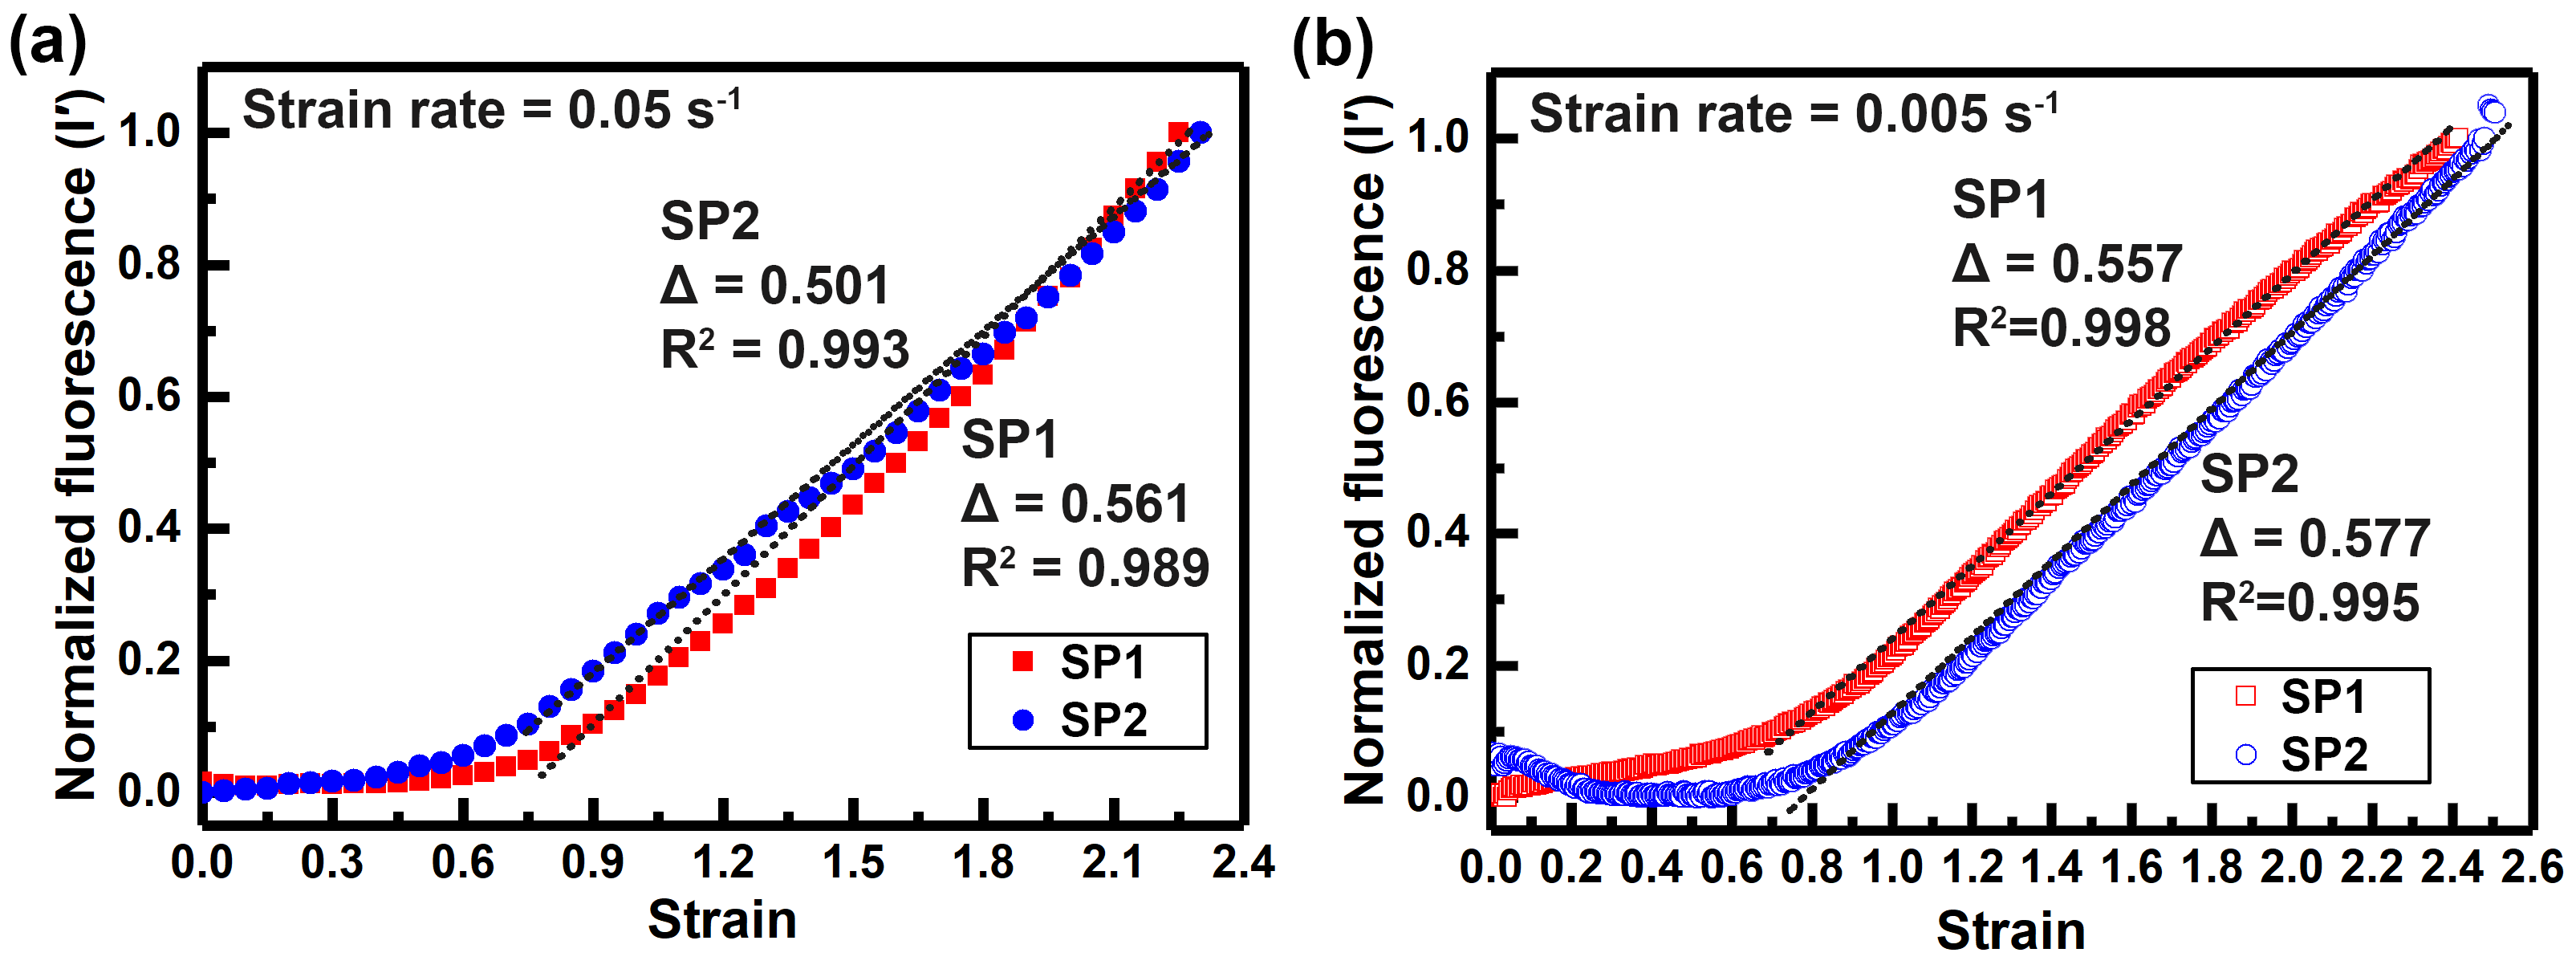 (a)
Normalized fluorescence (I′)
Strain rate = 0.05 s⁻¹
1.0
0.8
0.6
0.4
0.2
0.0
SP2
Δ = 0.501
R² = 0.993
SP1
Δ = 0.561
R² = 0.989
SP1
SP2
0.0 0.3 0.6 0.9 1.2 1.5 1.8 2.1 2.4
Strain
(b)
Normalized fluorescence (I′)
Strain rate = 0.005 s⁻¹
1.0
0.8
0.6
0.4
0.2
0.0
SP1
Δ = 0.557
R²=0.998
SP2
Δ = 0.577
R²=0.995
SP1
SP2
0.0 0.2 0.4 0.6 0.8 1.0 1.2 1.4 1.6 1.8 2.0 2.2 2.4 2.6
Strain